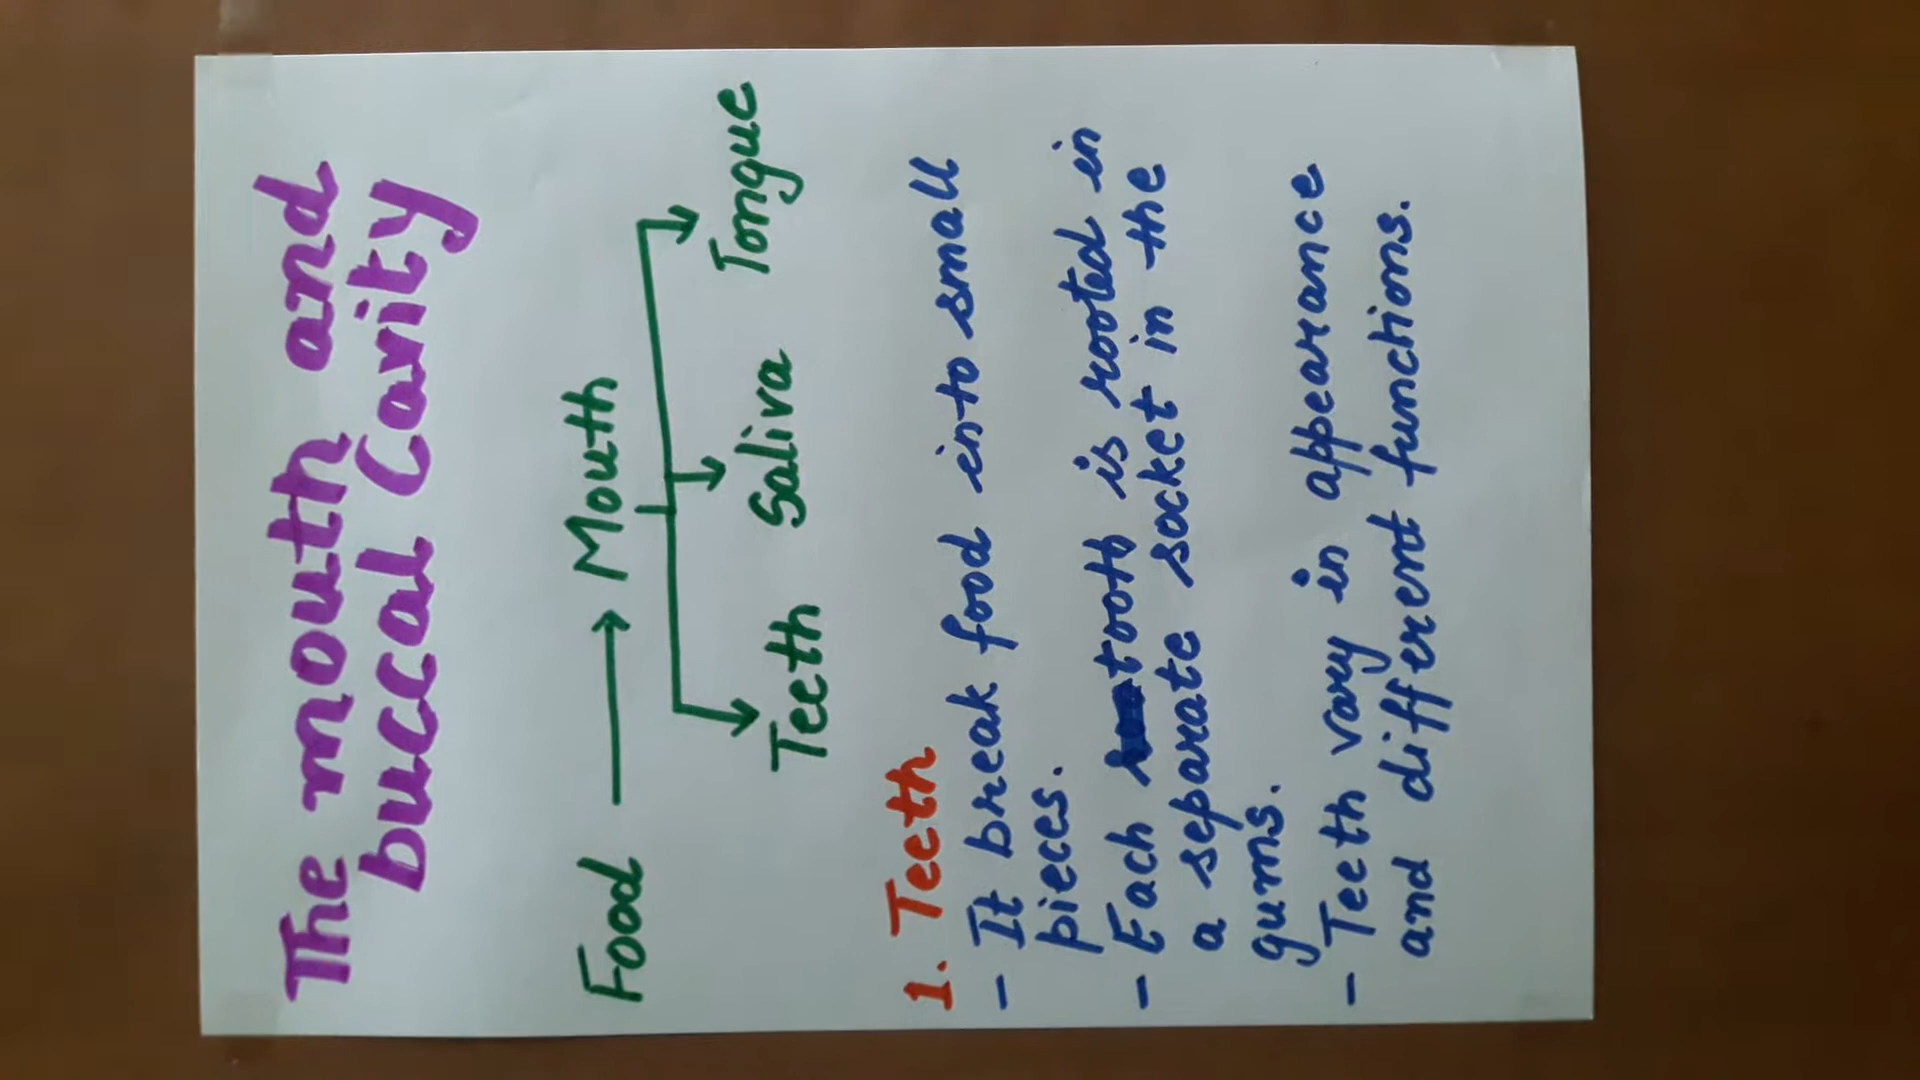 The mouth and
buccal Cavity
Food → Mouth
Teeth Saliva Tongue
1. Teeth
- It break food into small
pieces.
- Each tooth is rooted in
a separate socket in the
gums.
- Teeth vary in appearance
and different functions.